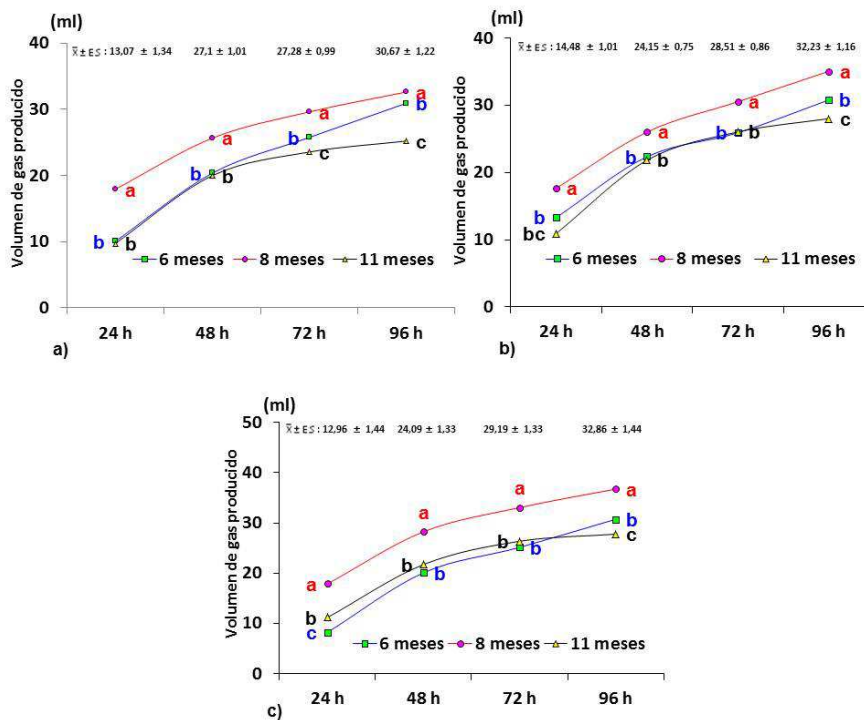 (ml)
x̄ ± ES : 13,07 ± 1,34 27,1 ± 1,01 27,28 ± 0,99 30,67 ± 1,22
Volumen de gas producido
40
30
20
10
0
a
a
a
a
b
b
b
b
b
b
c
c
6 meses 8 meses 11 meses
24 h 48 h 72 h 96 h
a)
(ml)
x̄ ± ES : 14,48 ± 1,01 24,15 ± 0,75 28,51 ± 0,86 32,23 ± 1,16
Volumen de gas producido
40
30
20
10
0
a
a
a
a
b
b
b
b
bc
b
b
c
6 meses 8 meses 11 meses
24 h 48 h 72 h 96 h
b)
(ml)
x̄ ± ES : 12,96 ± 1,44 24,09 ± 1,33 29,19 ± 1,33 32,86 ± 1,44
Volumen de gas producido
50
40
30
20
10
0
a
a
a
a
b
b
b
c
c
b
b
b
6 meses 8 meses 11 meses
24 h 48 h 72 h 96 h
c)